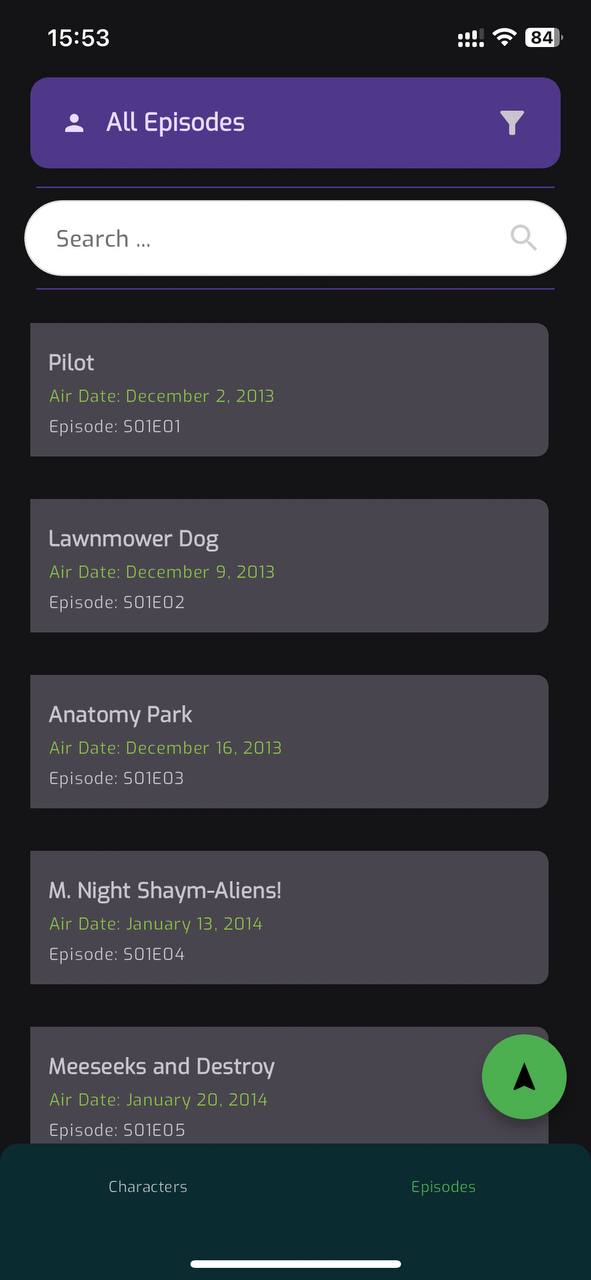 15:53
84
All Episodes
Search ...
Pilot
Air Date: December 2, 2013
Episode: S01E01
Lawnmower Dog
Air Date: December 9, 2013
Episode: S01E02
Anatomy Park
Air Date: December 16, 2013
Episode: S01E03
M. Night Shaym-Aliens!
Air Date: January 13, 2014
Episode: S01E04
Meeseeks and Destroy
Air Date: January 20, 2014
Episode: S01E05
Characters
Episodes